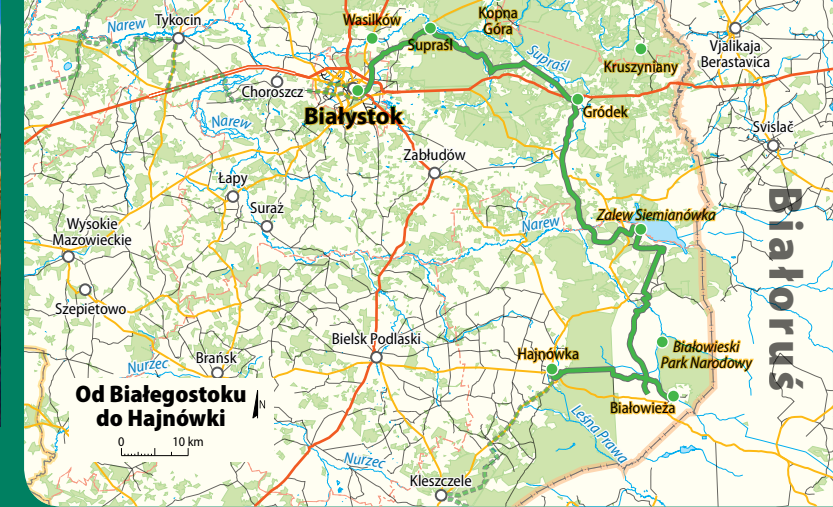 Tykocin
Narew
Wasilków
Kopna
Góra
Supraśl
Supraśl
Kruszyniany
Vjalikaja
Berastavica
Choroszcz
Białystok
Gródek
Narew
Svislač
Zabłudów
Łapy
Suraż
Zalew Siemianówka
Narew
Wysokie
Mazowieckie
Białoruś
Szepietowo
Bielsk Podlaski
Hajnówka
Białowieski
Park Narodowy
Nurzec
Brańsk
Od Białegostoku
do Hajnówki
N
0 10 km
Białowieża
Leśna Prawa
Nurzec
Kleszczele